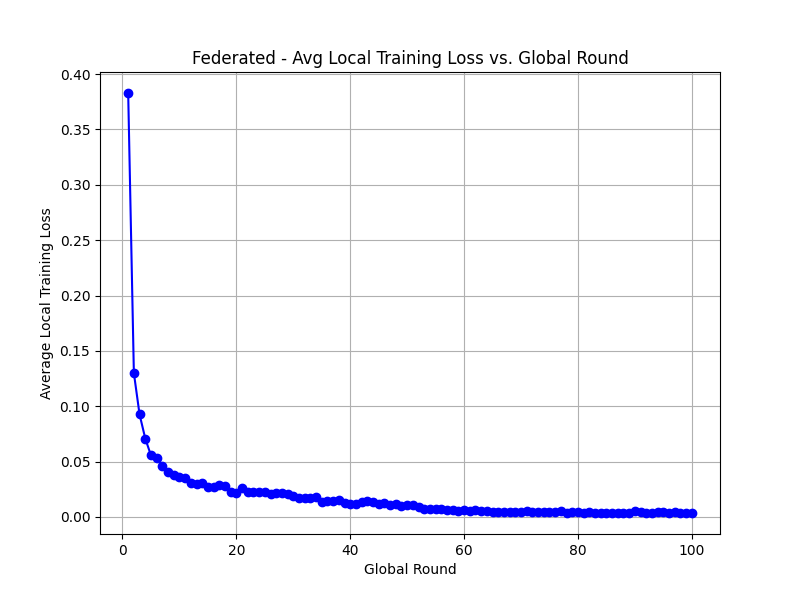 Federated - Avg Local Training Loss vs. Global Round
0.40
0.35
0.30
0.25
0.20
0.15
0.10
0.05
0.00
Average Local Training Loss
0 20 40 60 80 100
Global Round